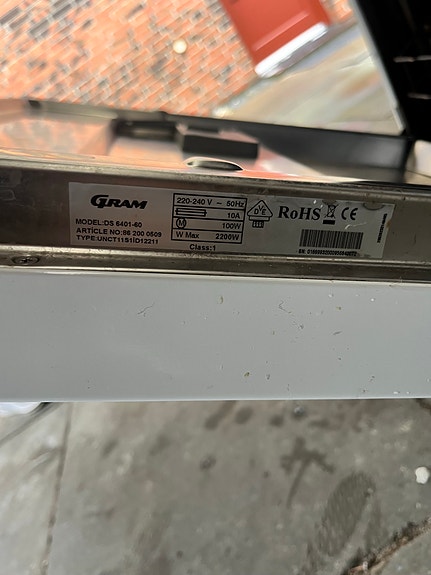 GRAM
MODEL:DS 6401-60
ARTICLE NO:86 200 0509
TYPE:UNCT11S1ID12211
220-240 V ~ 50Hz
10A
M 100W
W Max 2200W
Class:1
DVE
RoHS CE